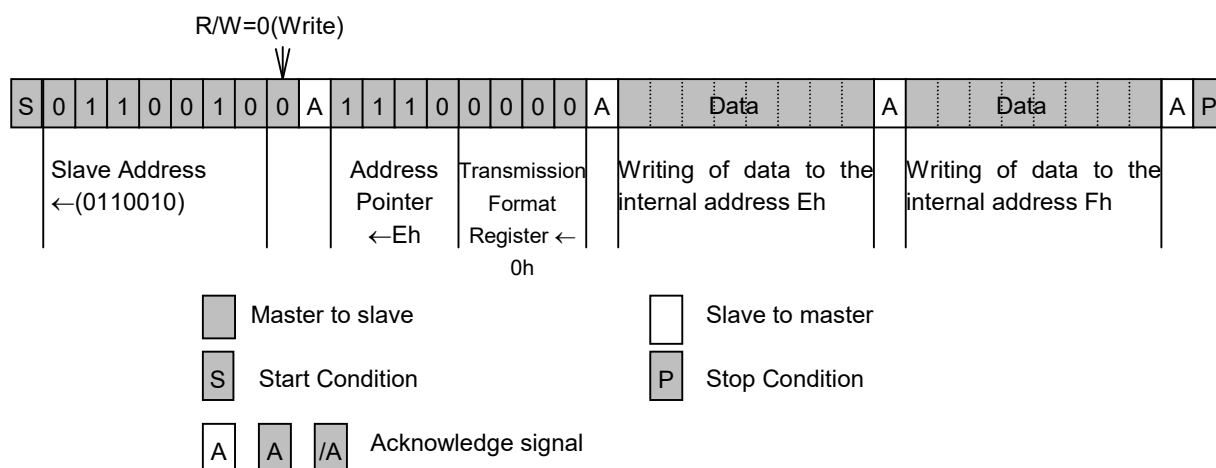 R/W=0(Write)
S 0 1 1 0 0 1 0 0 A 1 1 1 0 0 0 0 0 A Data A Data A P
Slave Address
←(0110010)
Address
Pointer
←Eh
Transmission
Format
Register ←
0h
Writing of data to the
internal address Eh
Writing of data to the
internal address Fh
Master to slave
Slave to master
S Start Condition
P Stop Condition
A A /A Acknowledge signal